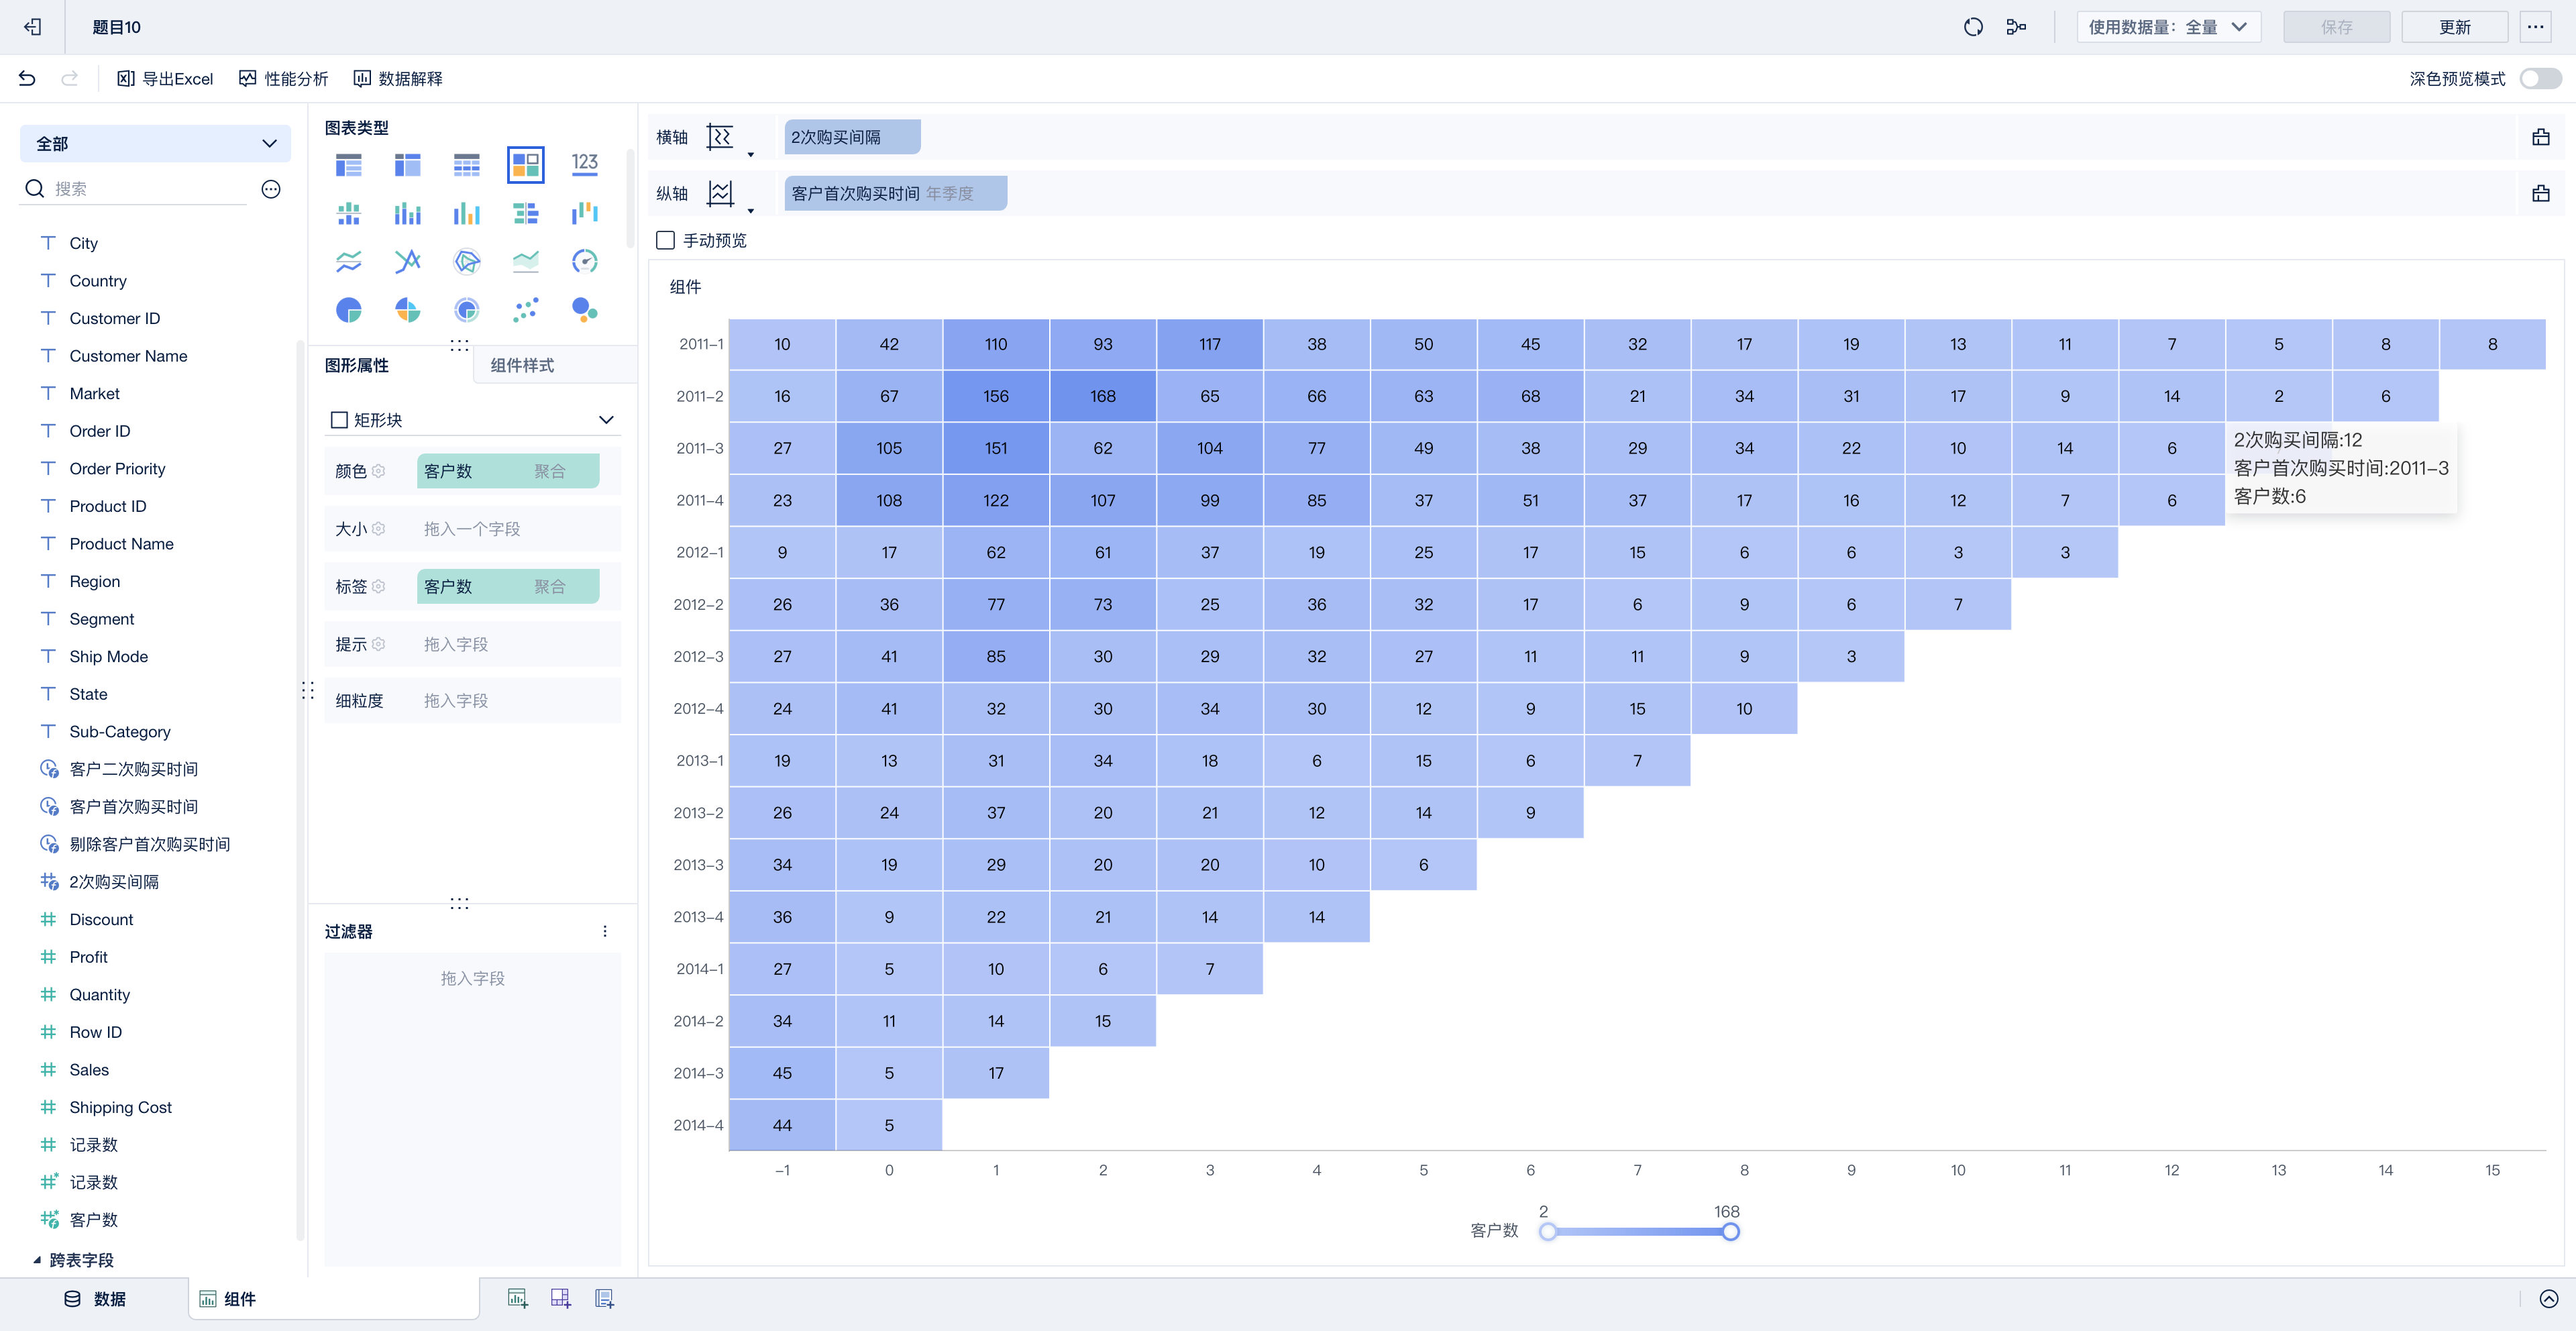 题目10
使用数据量：全量
保存
更新
导出Excel
性能分析
数据解释
深色预览模式
全部
搜索
City
Country
Customer ID
Customer Name
Market
Order ID
Order Priority
Product ID
Product Name
Region
Segment
Ship Mode
State
Sub-Category
客户二次购买时间
客户首次购买时间
剔除客户首次购买时间
2次购买间隔
Discount
Profit
Quantity
Row ID
Sales
Shipping Cost
记录数
记录数
客户数
跨表字段
图表类型
123
图形属性 组件样式
矩形块
颜色 客户数 聚合
大小 拖入一个字段
标签 客户数 聚合
提示 拖入字段
细粒度 拖入字段
过滤器
拖入字段
横轴 2次购买间隔
纵轴 客户首次购买时间 年季度
手动预览
组件
2011-1 10 42 110 93 117 38 50 45 32 17 19 13 11 7 5 8 8
2011-2 16 67 156 168 65 66 63 68 21 34 31 17 9 14 2 6
2011-3 27 105 151 62 104 77 49 38 29 34 22 10 14 6
2011-4 23 108 122 107 99 85 37 51 37 17 16 12 7 6
2012-1 9 17 62 61 37 19 25 17 15 6 6 3 3
2012-2 26 36 77 73 25 36 32 17 6 9 6 7
2012-3 27 41 85 30 29 32 27 11 11 9 3
2012-4 24 41 32 30 34 30 12 9 15 10
2013-1 19 13 31 34 18 6 15 6 7
2013-2 26 24 37 20 21 12 14 9
2013-3 34 19 29 20 20 10 6
2013-4 36 9 22 21 14 14
2014-1 27 5 10 6 7
2014-2 34 11 14 15
2014-3 45 5 17
2014-4 44 5
-1 0 1 2 3 4 5 6 7 8 9 10 11 12 13 14 15
2次购买间隔:12
客户首次购买时间:2011-3
客户数:6
2 168
客户数
数据
组件